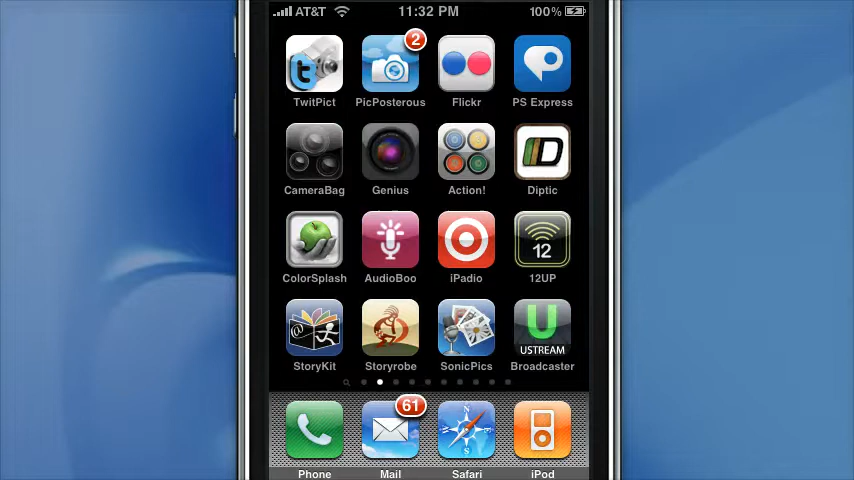 AT&T 11:32 PM 100%
2
t
TwitPict PicPosterous Flickr PS Express
D
CameraBag Genius Action! Diptic
12
ColorSplash AudioBoo iPadio 12UP
@ U
USTREAM
StoryKit Storyrobe SonicPics Broadcaster
61
N
Phone Mail Safari iPod